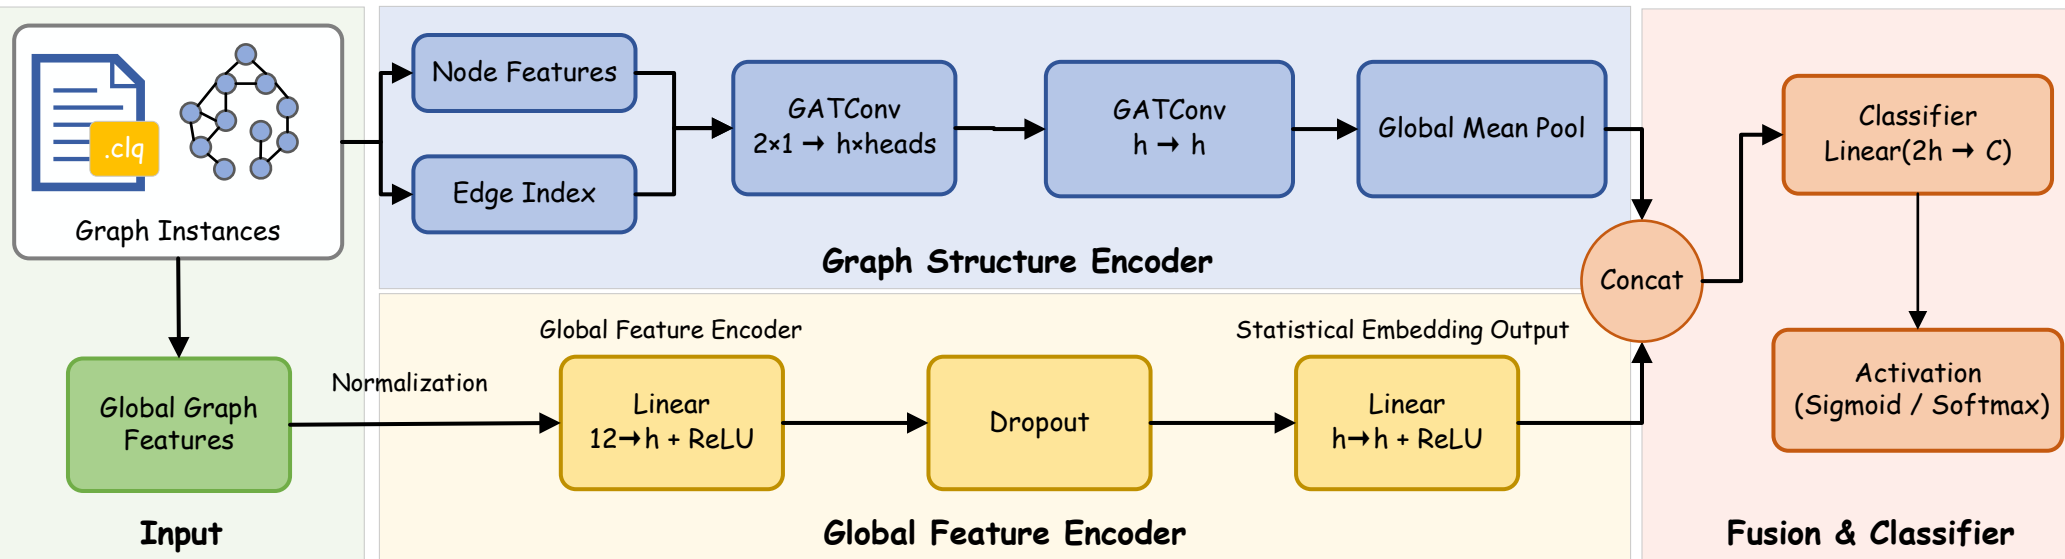 .clq
Graph Instances
Global Graph
Features
Input
Normalization
Node Features
Edge Index
GATConv
2×1 → h×heads
GATConv
h → h
Global Mean Pool
Graph Structure Encoder
Global Feature Encoder
Linear
12→h + ReLU
Dropout
Statistical Embedding Output
Linear
h→h + ReLU
Global Feature Encoder
Concat
Classifier
Linear(2h → C)
Activation
(Sigmoid / Softmax)
Fusion & Classifier